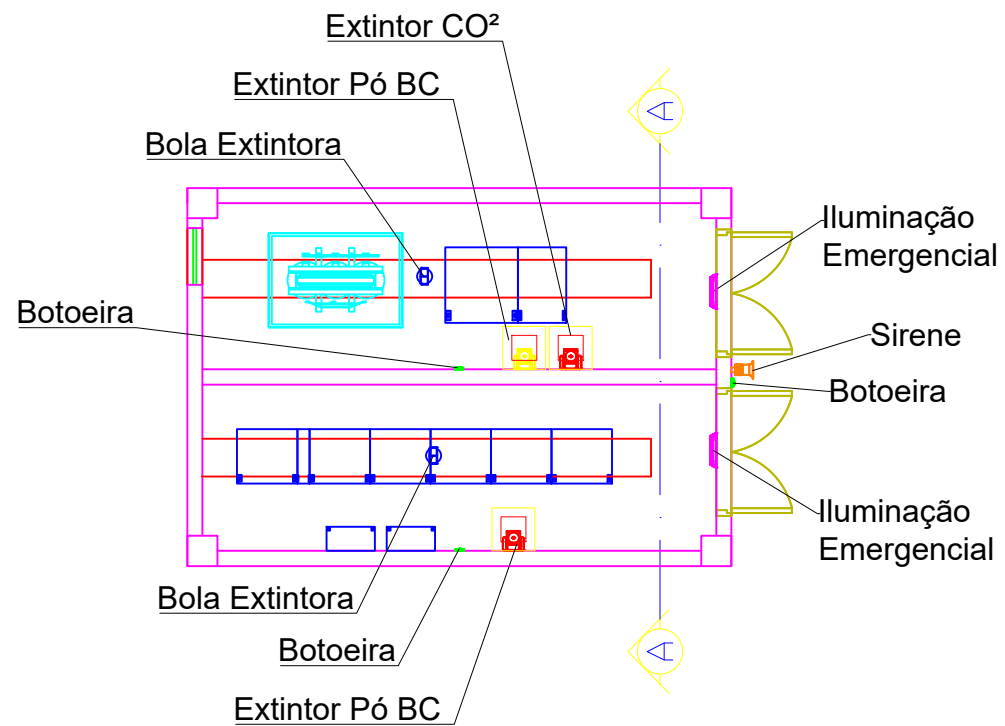 Extintor CO²
Extintor Pó BC
Bola Extintora
A
Iluminação
Emergencial
Botoeira
Sirene
Botoeira
Iluminação
Emergencial
Bola Extintora
Botoeira
A
Extintor Pó BC